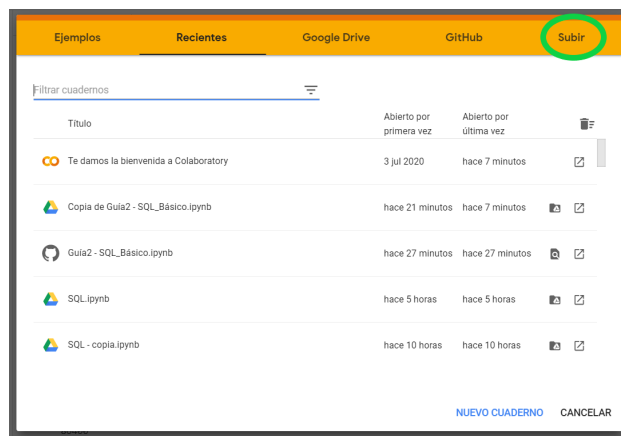 Ejemplos Recientes Google Drive GitHub Subir
Filtrar cuadernos
Título Abierto por primera vez Abierto por última vez
Te damos la bienvenida a Colaboratory 3 jul 2020 hace 7 minutos
Copia de Guía2 - SQL_Básico.ipynb hace 21 minutos hace 7 minutos
Guía2 - SQL_Básico.ipynb hace 27 minutos hace 27 minutos
SQL.ipynb hace 5 horas hace 5 horas
SQL - copia.ipynb hace 10 horas hace 10 horas
NUEVO CUADERNO CANCELAR